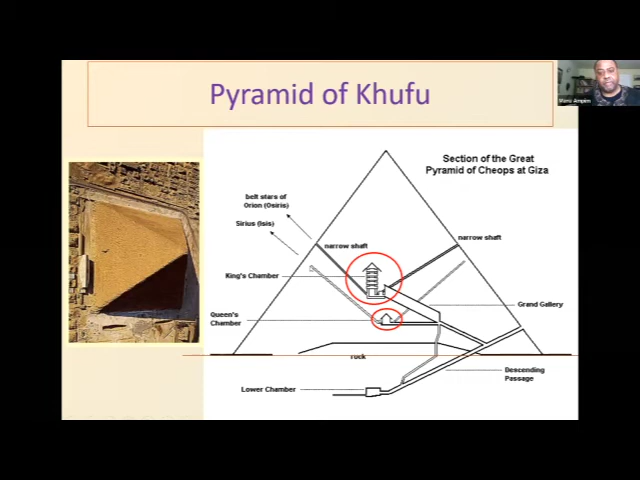 Pyramid of Khufu
Section of the Great
Pyramid of Cheops at Giza
belt stars of
Orion (Osiris)
Sirius (Isis)
narrow shaft
narrow shaft
King's Chamber
Grand Gallery
Queen's
Chamber
rock
Descending
Passage
Lower Chamber